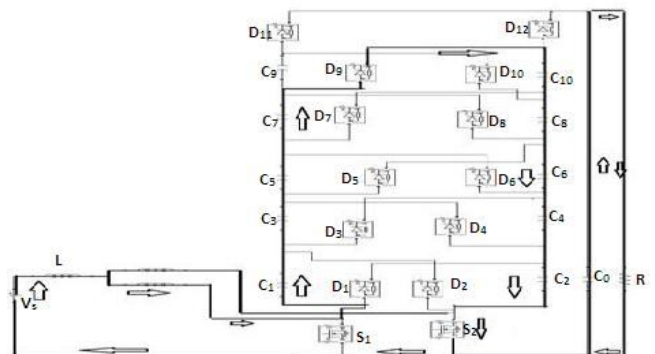 D11 D12
C9 D9 D10 C10
C7 D7 D8 C8
C5 D5 D6 C6
C3 D3 D4 C4
L
C1 D1 D2 C2 C0 R
Vs
S1 S2